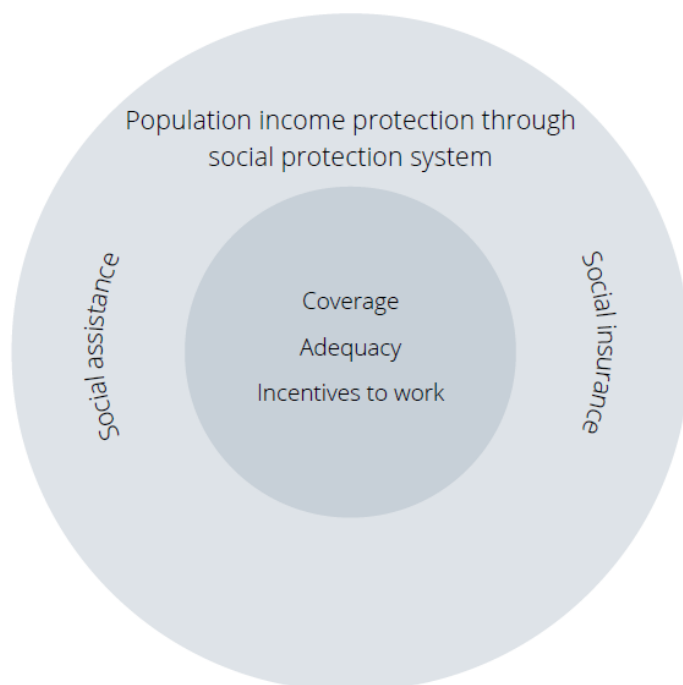 Population income protection through
social protection system
Social assistance
Social insurance
Coverage
Adequacy
Incentives to work